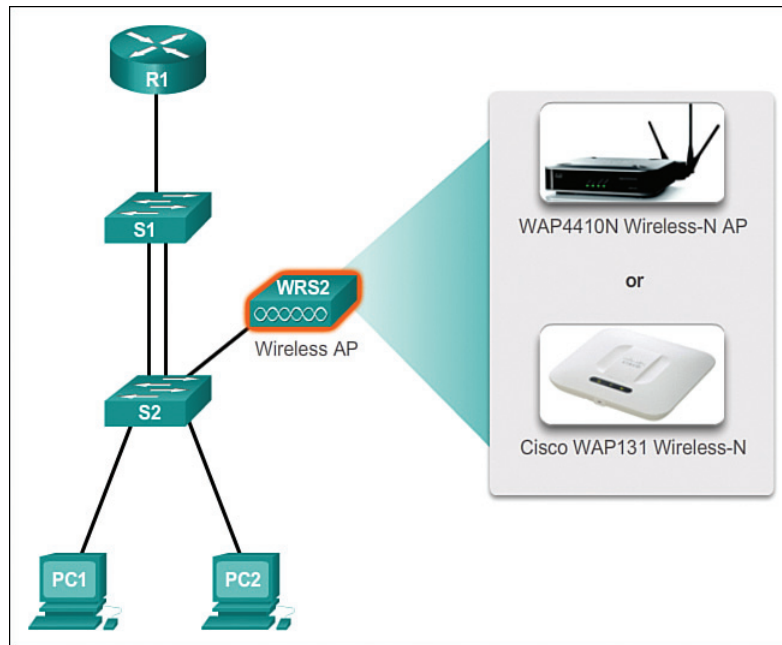 R1
S1
WRS2
Wireless AP
S2
PC1
PC2
WAP4410N Wireless-N AP
or
Cisco WAP131 Wireless-N